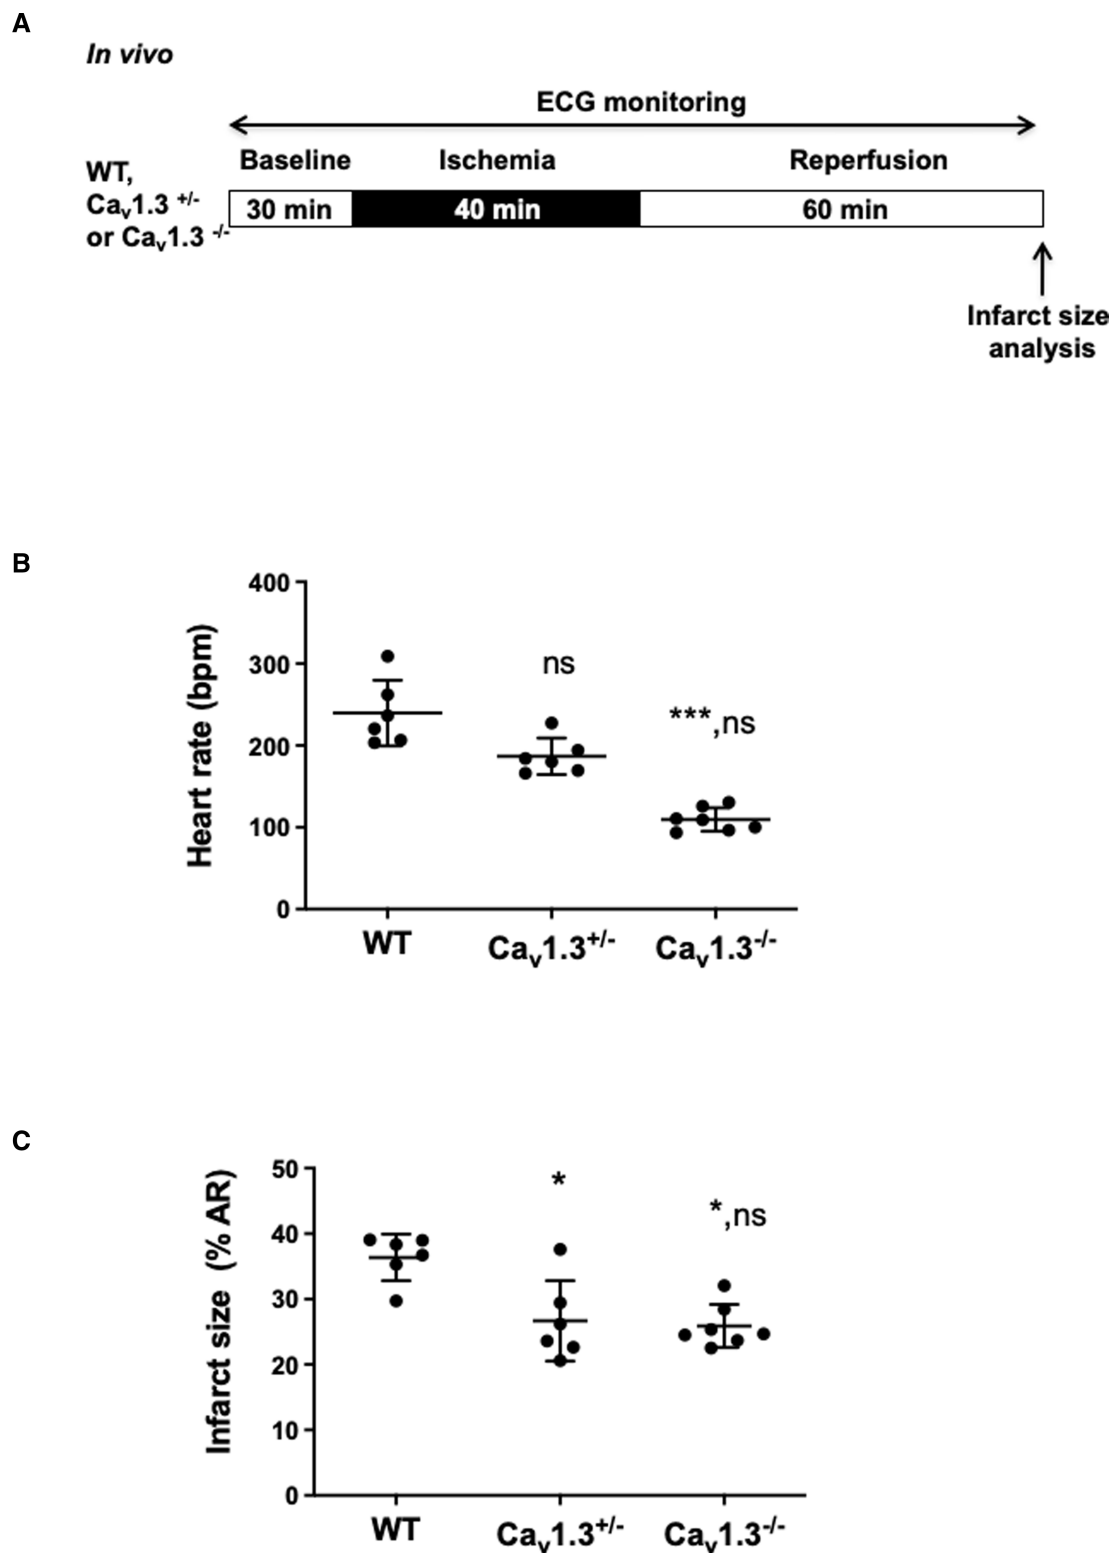 A
In vivo
ECG monitoring
Baseline Ischemia Reperfusion
WT,
Cav1.3 +/-
or Cav1.3 -/-
30 min 40 min 60 min
Infarct size
analysis
B
Heart rate (bpm)
400
300
200
100
0
ns
***,ns
WT Cav1.3+/- Cav1.3-/-
C
Infarct size (% AR)
50
40
30
20
10
0
*
*,ns
WT Cav1.3+/- Cav1.3-/-